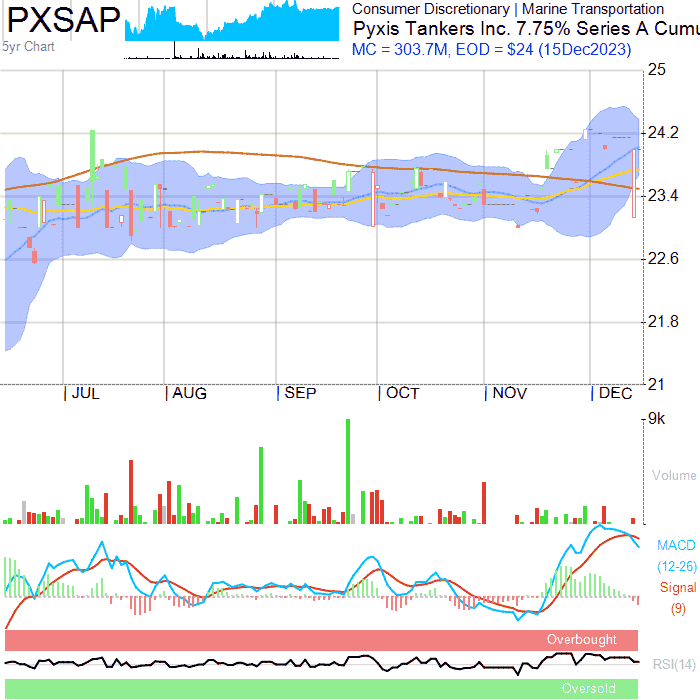 PXSAP
5yr Chart
Consumer Discretionary | Marine Transportation
Pyxis Tankers Inc. 7.75% Series A Cumu
MC = 303.7M, EOD = $24 (15Dec2023)
25
24.2
23.4
22.6
21.8
21
JUL AUG SEP OCT NOV DEC
9k
Volume
MACD
(12-26)
Signal
(9)
Overbought
RSI(14)
Oversold